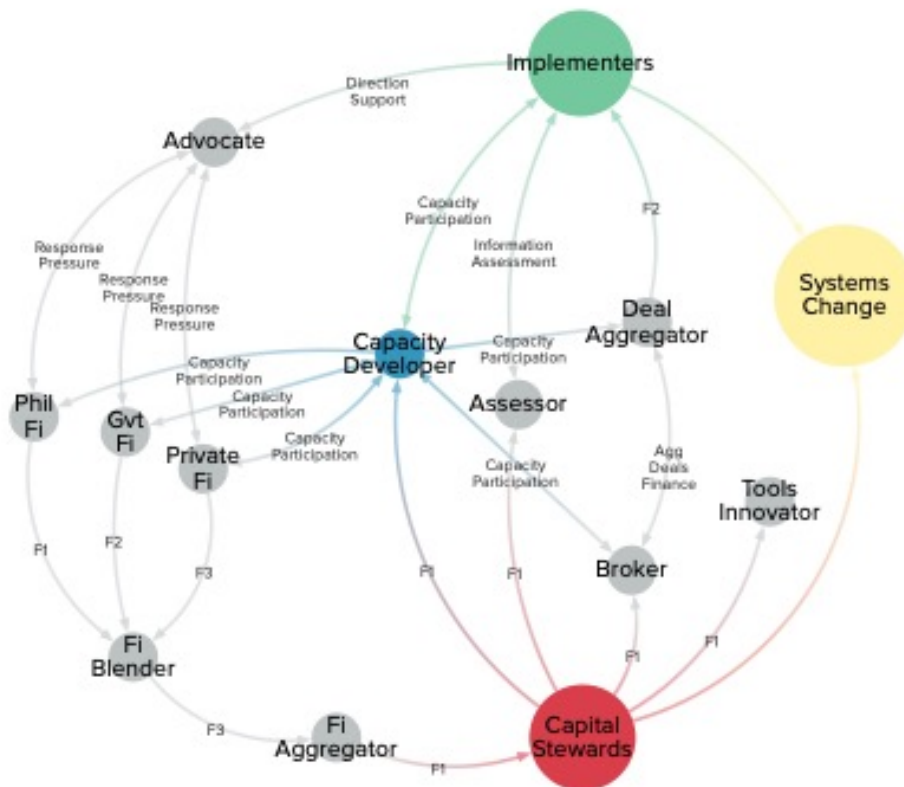 Implementers
Direction
Support
Advocate
Capacity
Participation
F2
Response
Pressure
Information
Assessment
Response
Pressure
Response
Pressure
Systems
Change
Deal
Aggregator
Capacity
Developer
Capacity
Participation
Capacity
Participation
Capacity
Participation
Phil
Fi
Gvt
Fi
Assessor
Private
Fi
Capacity
Participation
Capacity
Participation
Agg
Deals
Finance
Tools
Innovator
F1
F2
F3
F1
F1
Broker
F1
F1
Fi
Blender
F3
Fi
Aggregator
F1
Capital
Stewards